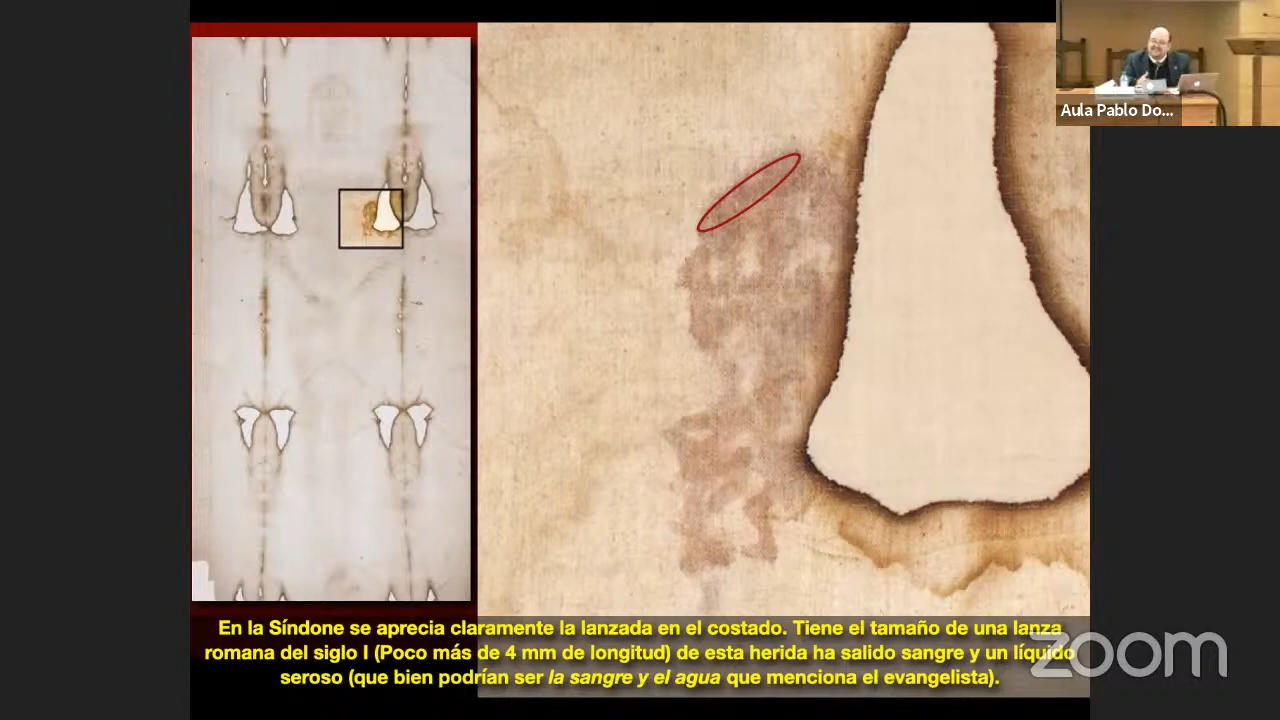 Aula Pablo Do...
En la Síndone se aprecia claramente la lanzada en el costado. Tiene el tamaño de una lanza
romana del siglo I (Poco más de 4 mm de longitud) de esta herida ha salido sangre y un líquido
seroso (que bien podrían ser la sangre y el agua que menciona el evangelista).
zoom